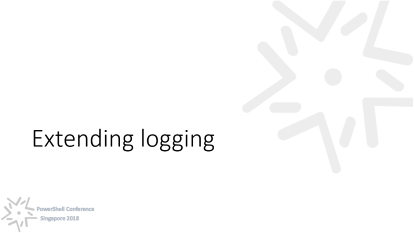 Extending logging
PowerShell Conference
Singapore 2018